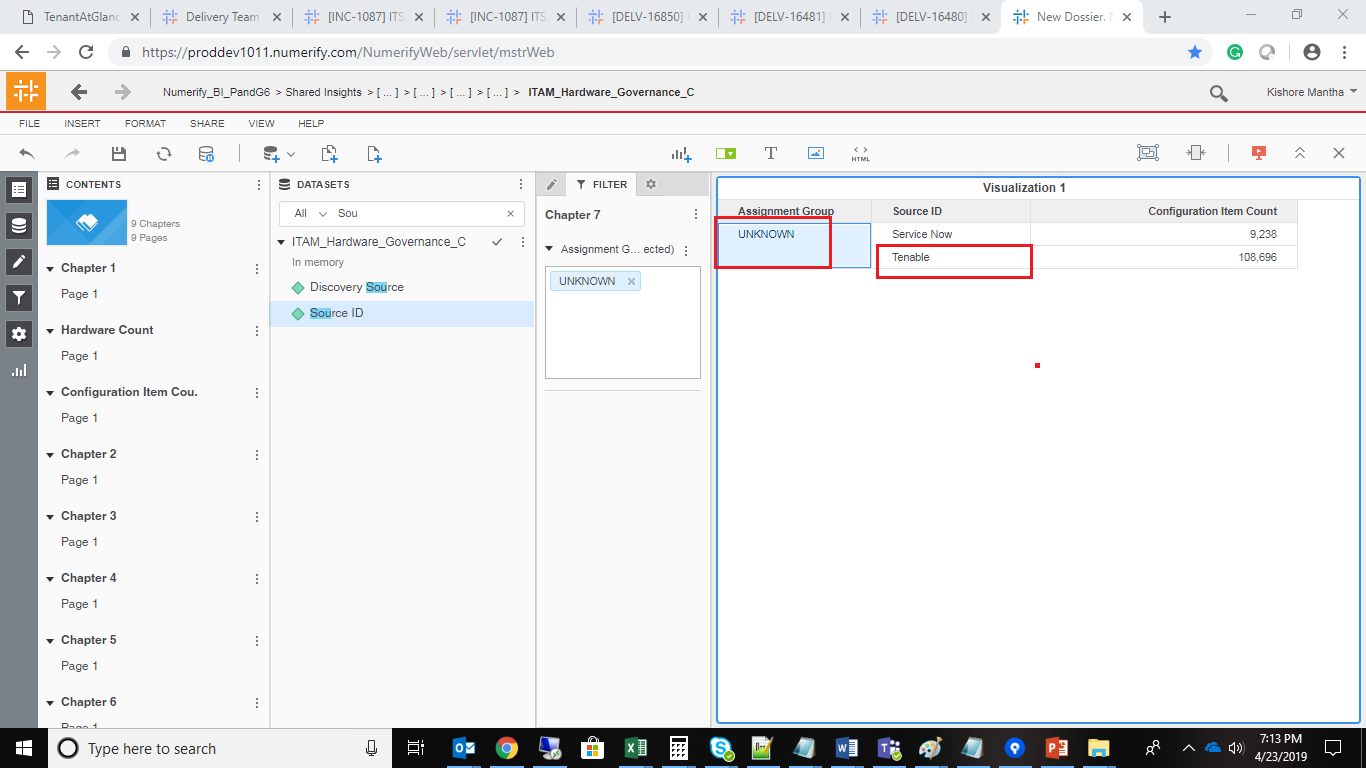 TenantAtGlanc
Delivery Team
[INC-1087] ITS
[INC-1087] ITS
[DELV-16850]
[DELV-16481]
[DELV-16480]
New Dossier.
https://proddev1011.numerify.com/NumerifyWeb/servlet/mstrWeb
Numerify_BI_PandG6 > Shared Insights > [ ... ] > [ ... ] > [ ... ] > [ ... ] > ITAM_Hardware_Governance_C
Kishore Mantha
FILE INSERT FORMAT SHARE VIEW HELP
HTML
CONTENTS
9 Chapters
9 Pages
Chapter 1
Page 1
Hardware Count
Page 1
Configuration Item Cou.
Page 1
Chapter 2
Page 1
Chapter 3
Page 1
Chapter 4
Page 1
Chapter 5
Page 1
Chapter 6
Page 1
DATASETS
All Sou
ITAM_Hardware_Governance_C
In memory
Discovery Source
Source ID
FILTER
Chapter 7
Assignment G... ected)
UNKNOWN
Visualization 1
Assignment Group Source ID Configuration Item Count
UNKNOWN Service Now 9,238
Tenable 108,696
Type here to search
7:13 PM
4/23/2019